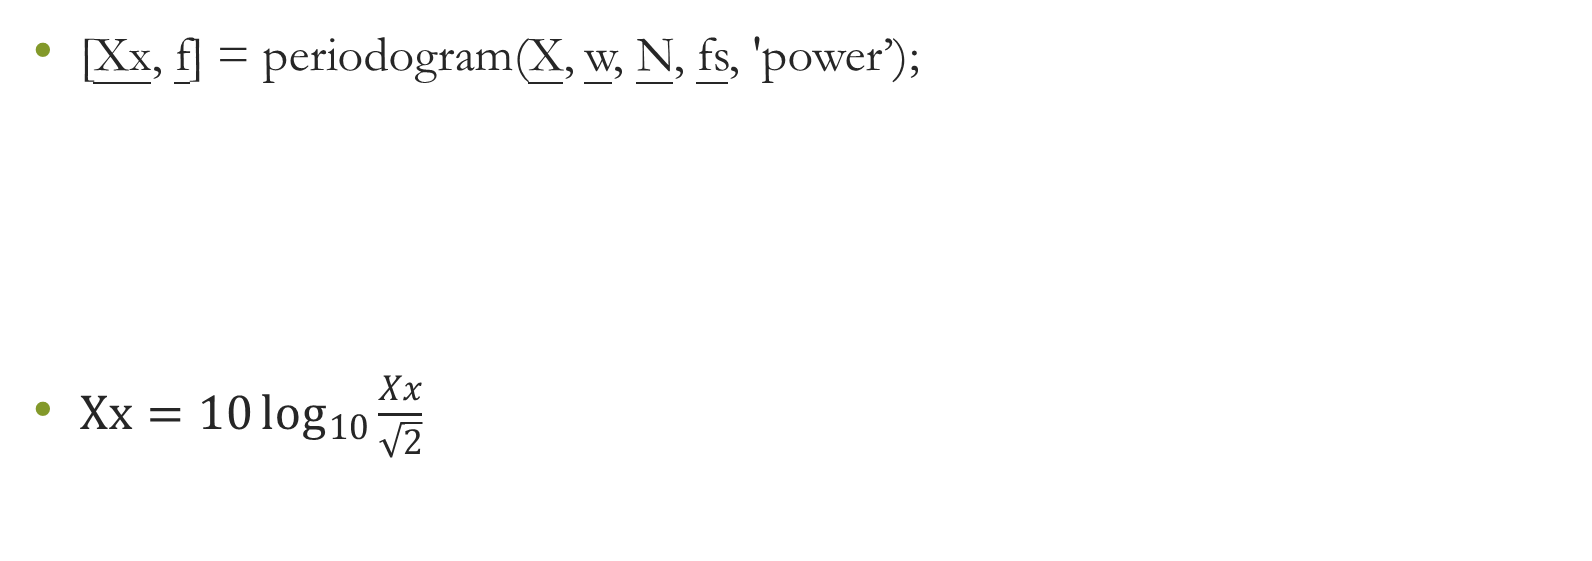 • [Xx, f] = periodogram(X, w, N, fs, 'power’);
• Xx = 10 log₁₀ Xx/√2